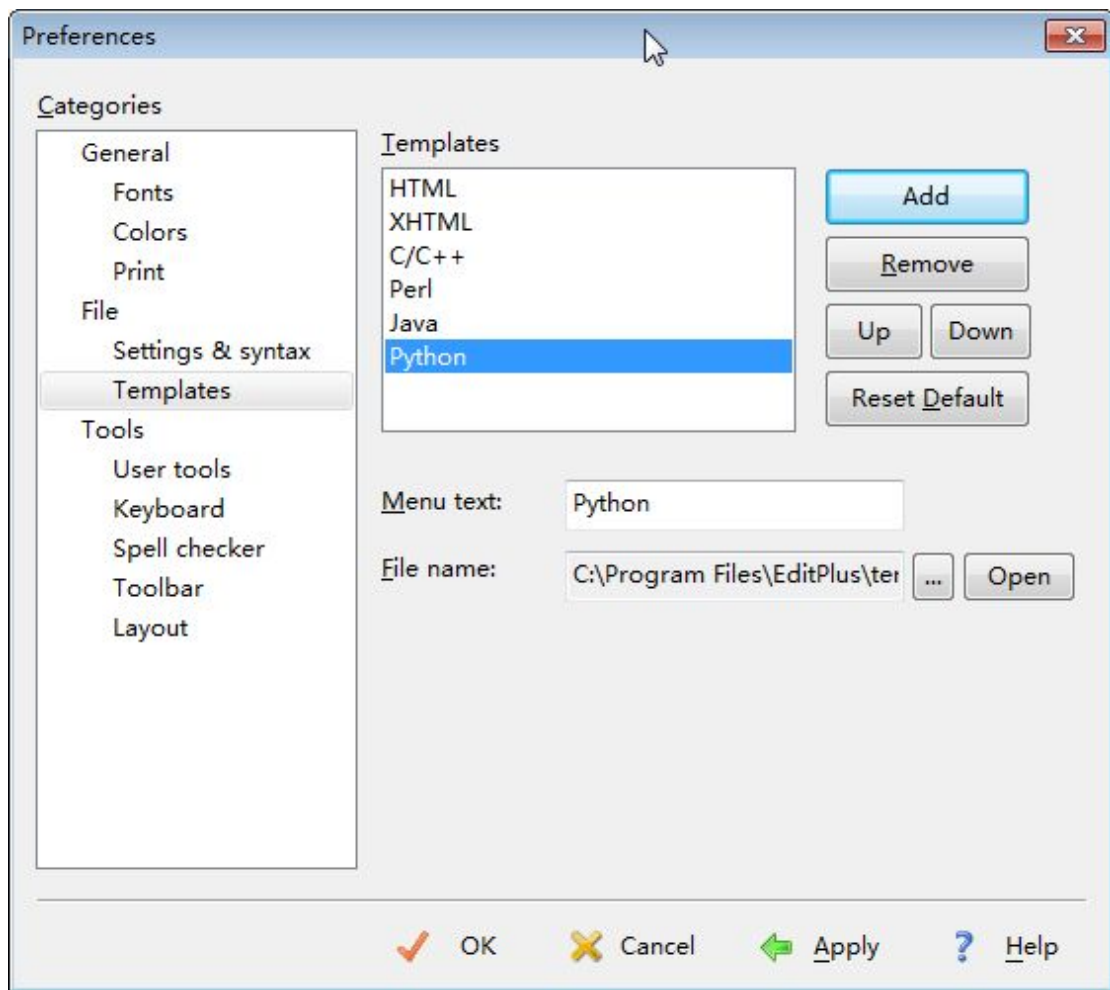 Preferences
Categories
General
Fonts
Colors
Print
File
Settings & syntax
Templates
Tools
User tools
Keyboard
Spell checker
Toolbar
Layout
Templates
HTML
XHTML
C/C++
Perl
Java
Python
Add
Remove
Up Down
Reset Default
Menu text: Python
File name: C:\Program Files\EditPlus\ter ... Open
OK Cancel Apply Help